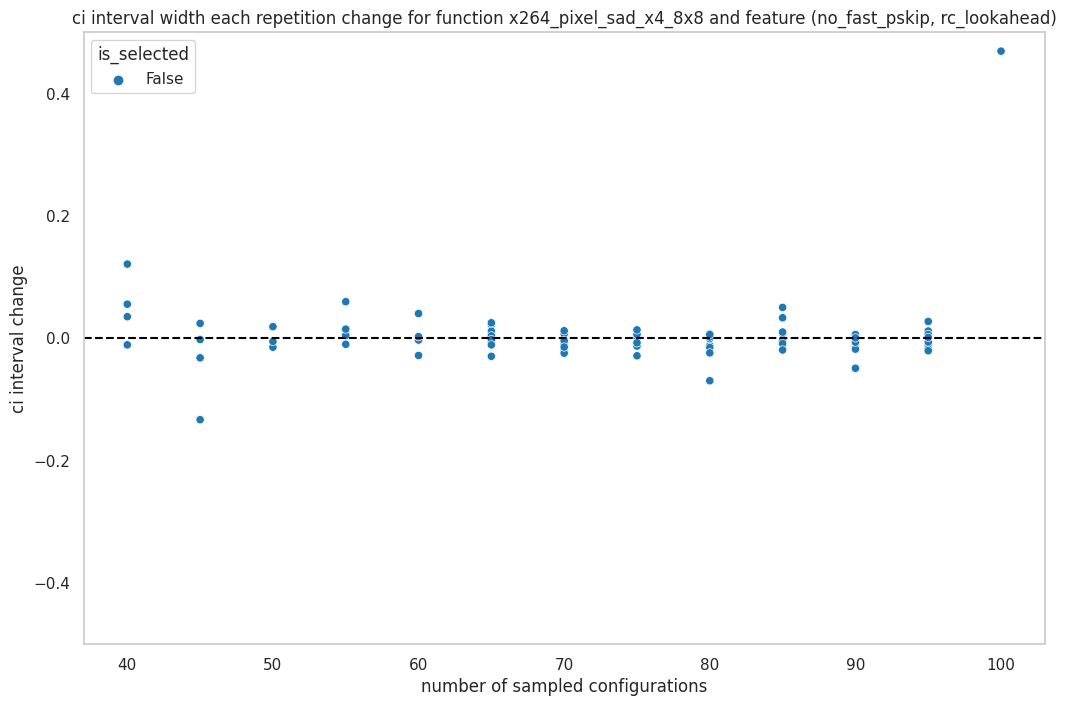 ci interval width each repetition change for function x264_pixel_sad_x4_8x8 and feature (no_fast_pskip, rc_lookahead)
is_selected
False
ci interval change
0.4
0.2
0.0
−0.2
−0.4
40 50 60 70 80 90 100
number of sampled configurations